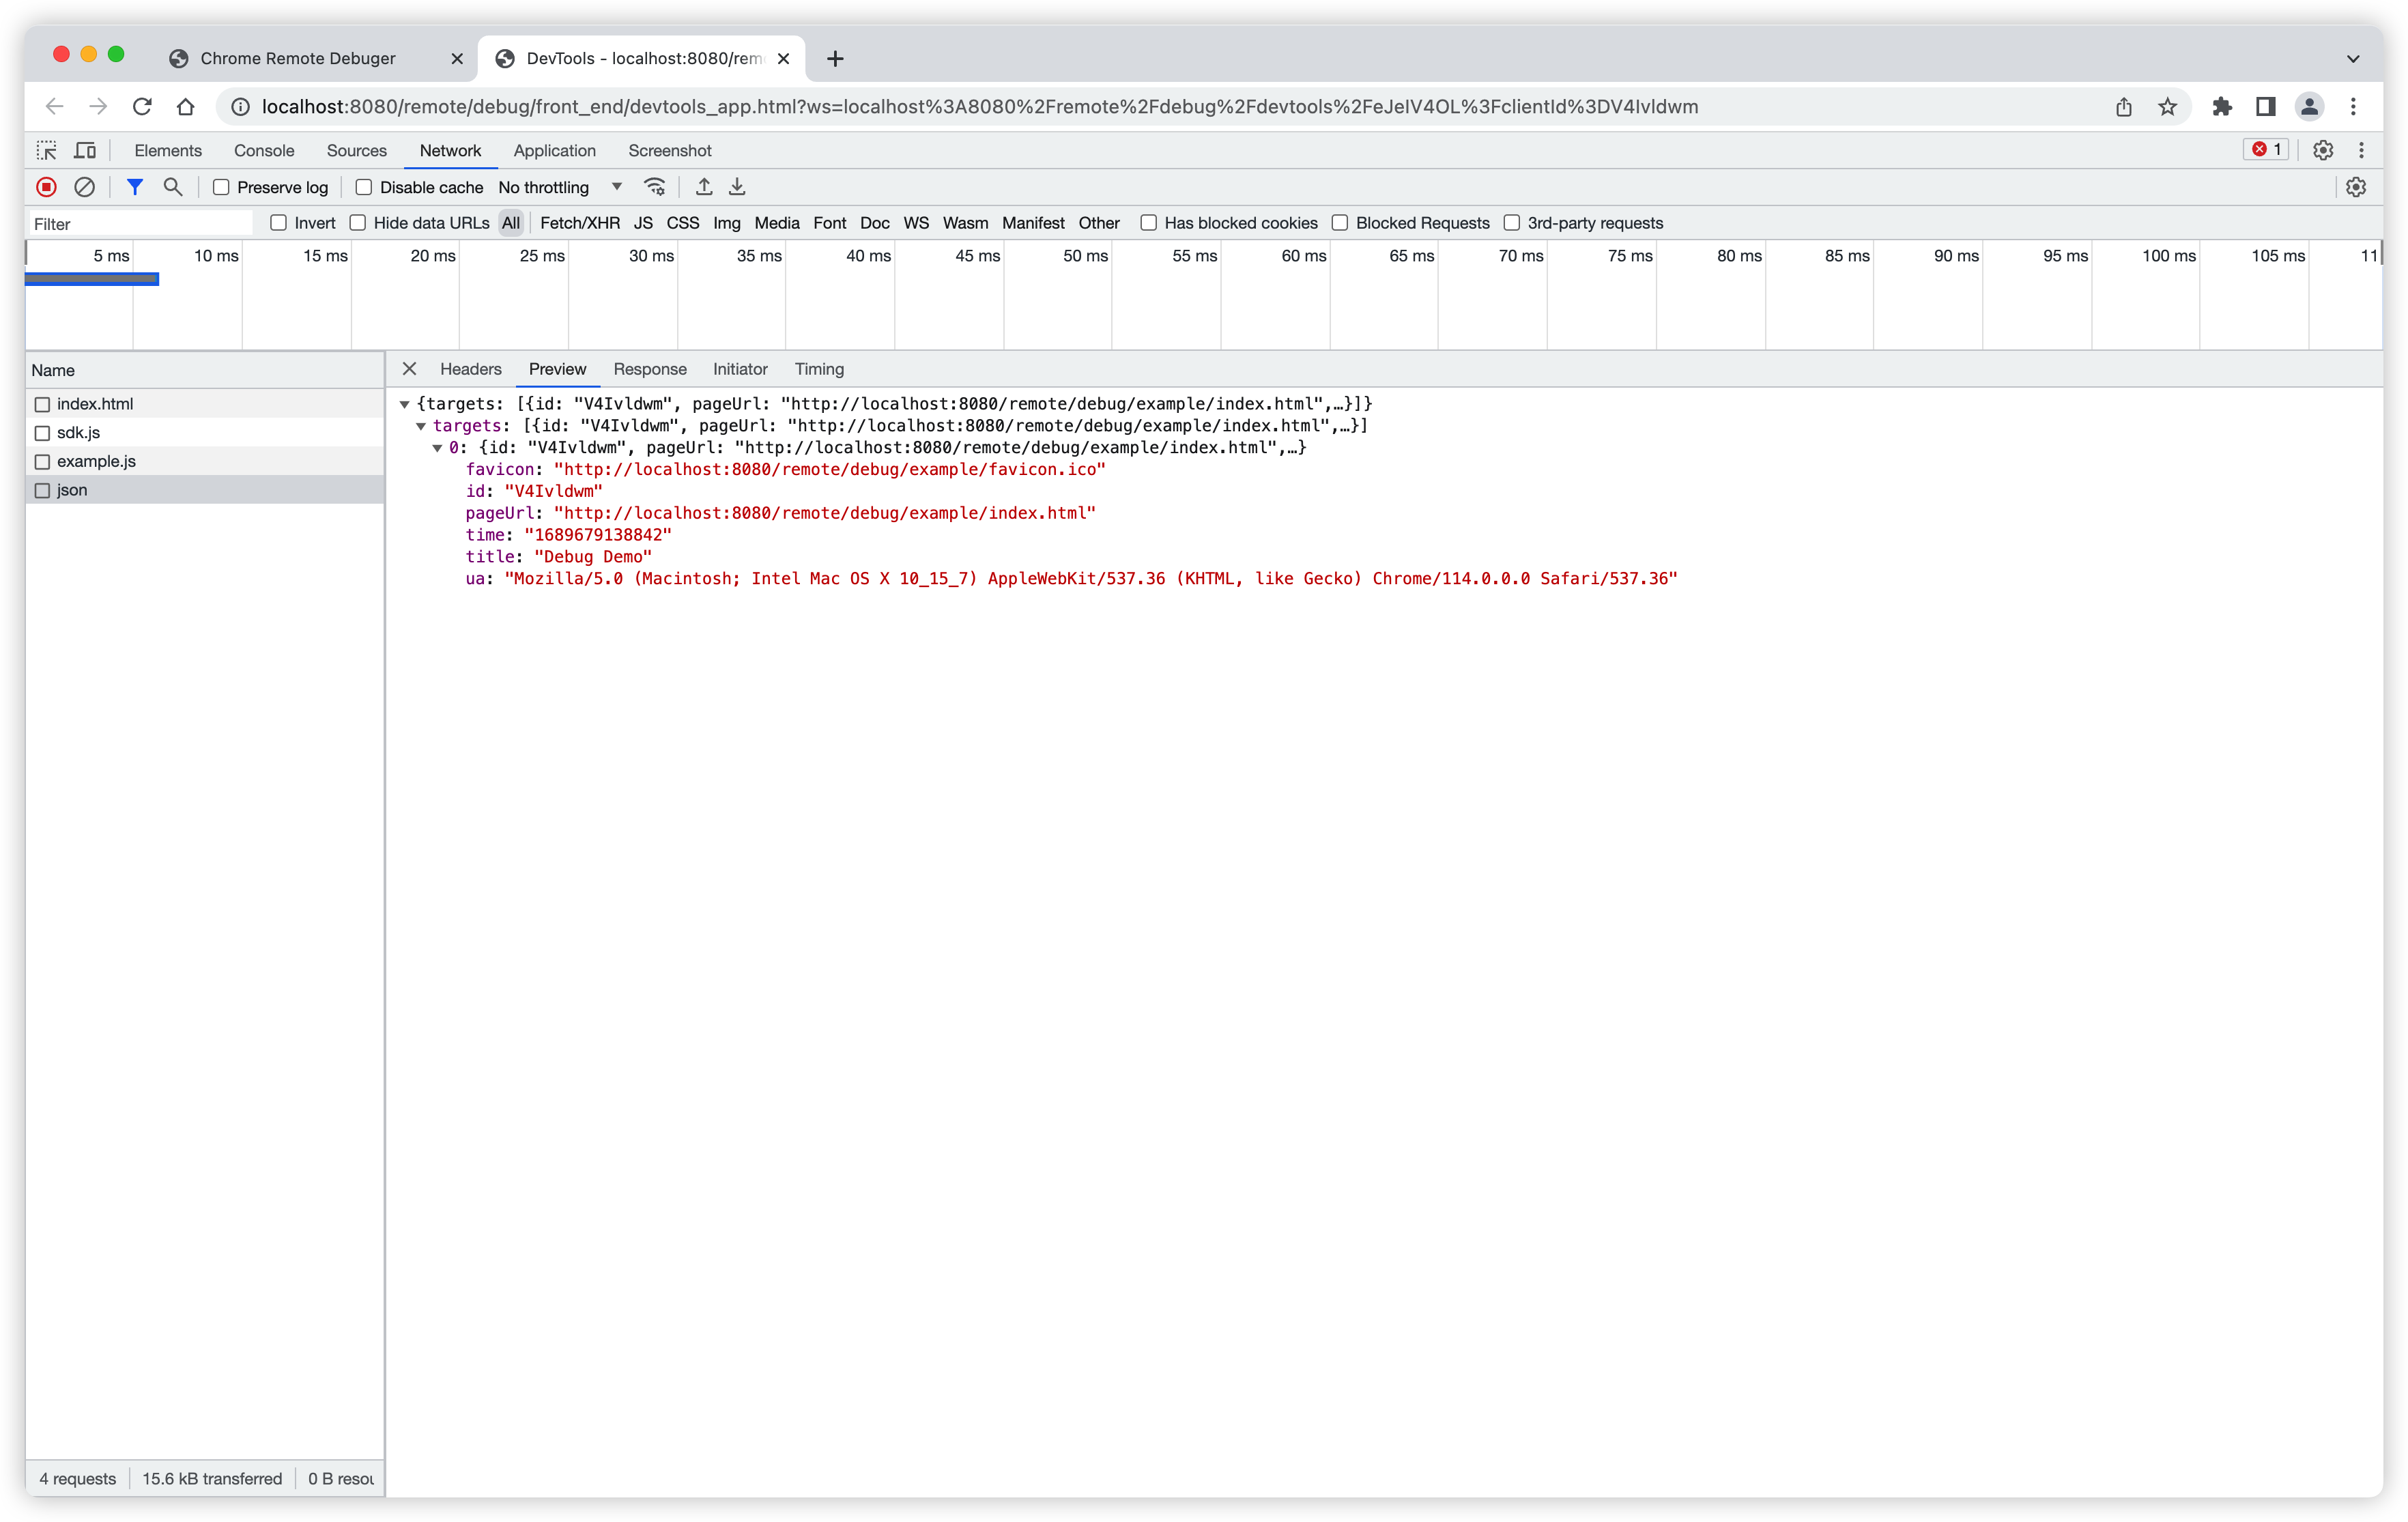 Chrome Remote Debuger
DevTools - localhost:8080/rem
localhost:8080/remote/debug/front_end/devtools_app.html?ws=localhost%3A8080%2Fremote%2Fdebug%2Fdevtools%2FeJeIV4OL%3FclientId%3DV4Ivldwm
Elements Console Sources Network Application Screenshot 1
Preserve log Disable cache No throttling
Filter Invert Hide data URLs All Fetch/XHR JS CSS Img Media Font Doc WS Wasm Manifest Other Has blocked cookies Blocked Requests 3rd-party requests
5 ms 10 ms 15 ms 20 ms 25 ms 30 ms 35 ms 40 ms 45 ms 50 ms 55 ms 60 ms 65 ms 70 ms 75 ms 80 ms 85 ms 90 ms 95 ms 100 ms 105 ms 11
Name
index.html
sdk.js
example.js
json
Headers Preview Response Initiator Timing
{targets: [{id: "V4Ivldwm", pageUrl: "http://localhost:8080/remote/debug/example/index.html",…}]}
targets: [{id: "V4Ivldwm", pageUrl: "http://localhost:8080/remote/debug/example/index.html",…}]
0: {id: "V4Ivldwm", pageUrl: "http://localhost:8080/remote/debug/example/index.html",…}
favicon: "http://localhost:8080/remote/debug/example/favicon.ico"
id: "V4Ivldwm"
pageUrl: "http://localhost:8080/remote/debug/example/index.html"
time: "1689679138842"
title: "Debug Demo"
ua: "Mozilla/5.0 (Macintosh; Intel Mac OS X 10_15_7) AppleWebKit/537.36 (KHTML, like Gecko) Chrome/114.0.0.0 Safari/537.36"
4 requests 15.6 kB transferred 0 B resou